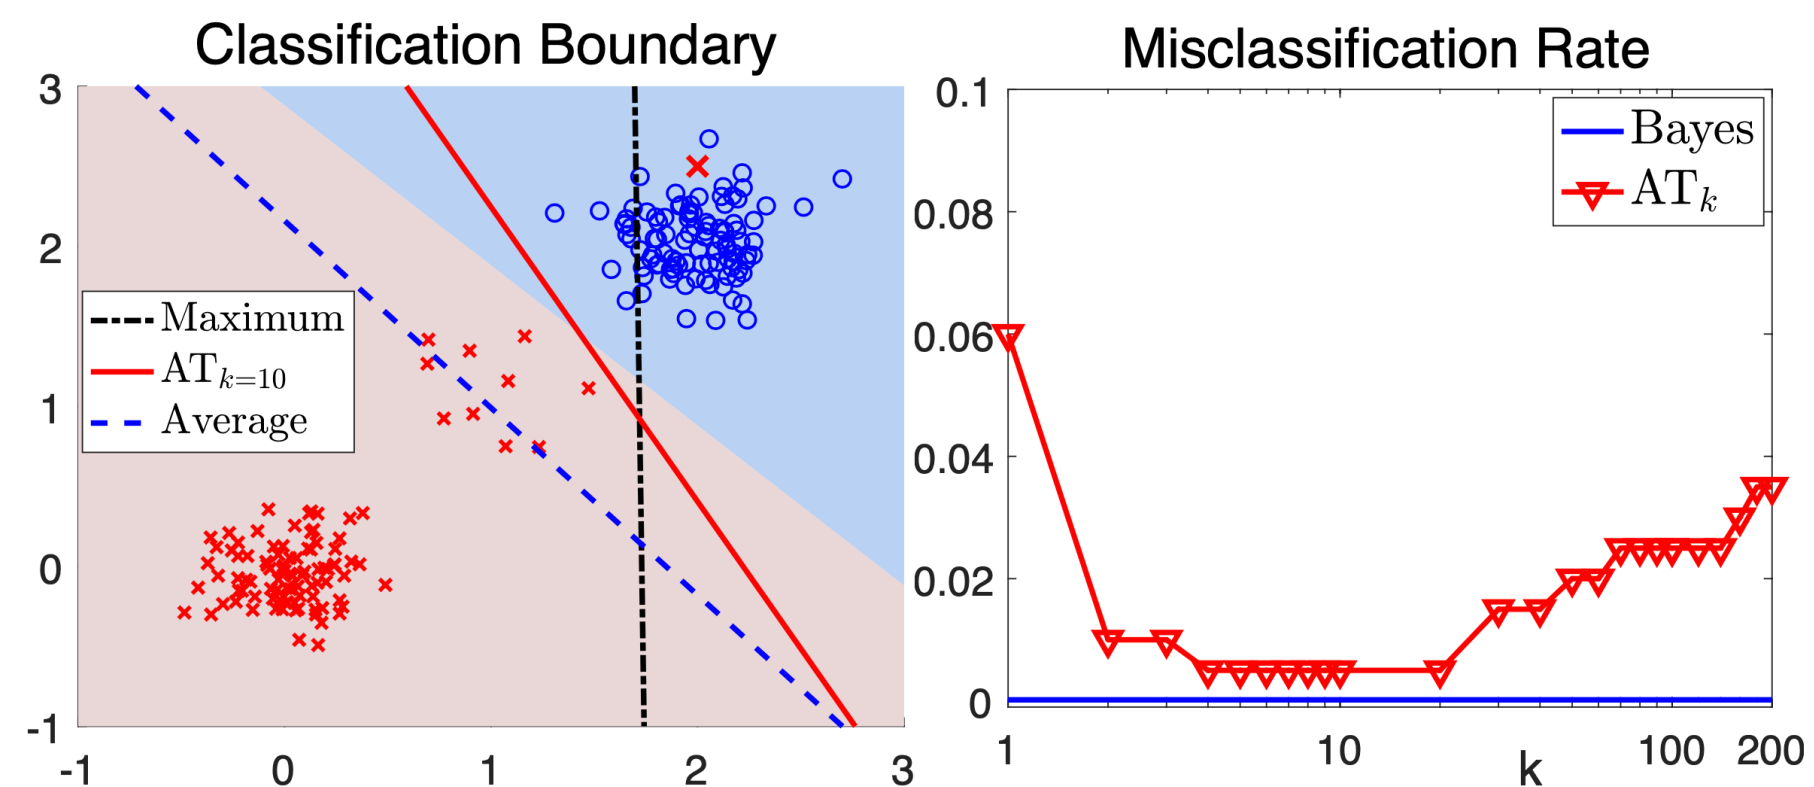 Classification Boundary
3
2
1
0
-1
-1 0 1 2 3
Maximum
AT_{k=10}
Average
Misclassification Rate
0.1
0.08
0.06
0.04
0.02
0
1 10 100 200
k
Bayes
AT_k